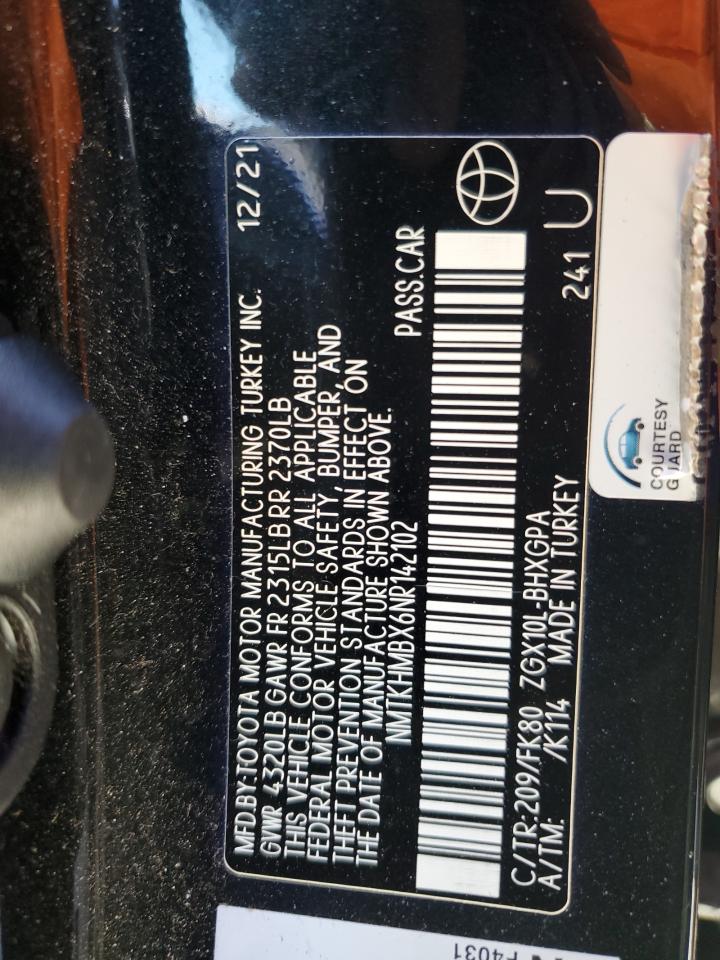 MFD.BY:TOYOTA MOTOR MANUFACTURING TURKEY INC. 12/21
GVWR 4320LB GAWR FR 2315LB RR 2370LB
THIS VEHICLE CONFORMS TO ALL APPLICABLE
FEDERAL MOTOR VEHICLE SAFETY, BUMPER, AND
THEFT PREVENTION STANDARDS IN EFFECT ON
THE DATE OF MANUFACTURE SHOWN ABOVE.
NMTKHMBX6NR142102 PASS.CAR
C/TR:209/FK80 ZGX10L-BHXGPA 241 U
A/TM: /K114 MADE IN TURKEY
COURTESY
GUARD
F4031